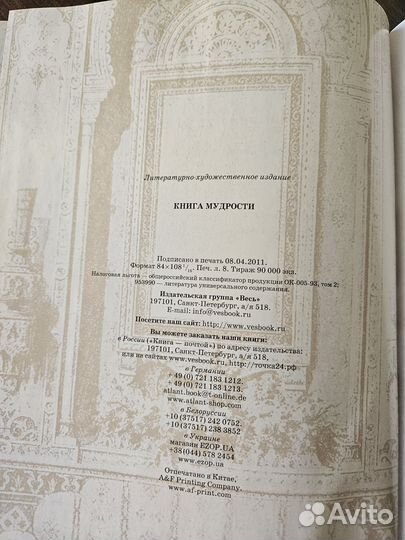 Литературно-художественное издание
КНИГА МУДРОСТИ
Подписано в печать 08.04.2011.
Формат 84×108 1/16. Печ. л. 8. Тираж 90 000 экз.
Налоговая льгота — общероссийский классификатор продукции ОК-005-93, том 2;
953990 — литература универсального содержания.
Издательская группа «Весь»
197101, Санкт-Петербург, а/я 518.
E-mail: info@vesbook.ru
Посетите наш сайт: http://www.vesbook.ru
Вы можете заказать наши книги:
в России («Книга — почтой») по адресу издательства:
197101, Санкт-Петербург, а/я 518,
или на сайтах www.vesbook.ru, http://точка24.рф
в Германии
+ 49 (0) 721 183 1212,
+ 49 (0) 721 183 1213.
atlant.book@t-online.de
www.atlant-shop.com
в Белоруссии
+10 (37517) 242 0752,
+10 (37517) 238 3852
в Украине
магазин EZOP.UA
+38(044) 578 2454
www.ezop.ua
Отпечатано в Китае,
A&F Printing Company.
www.af-print.com
Avito